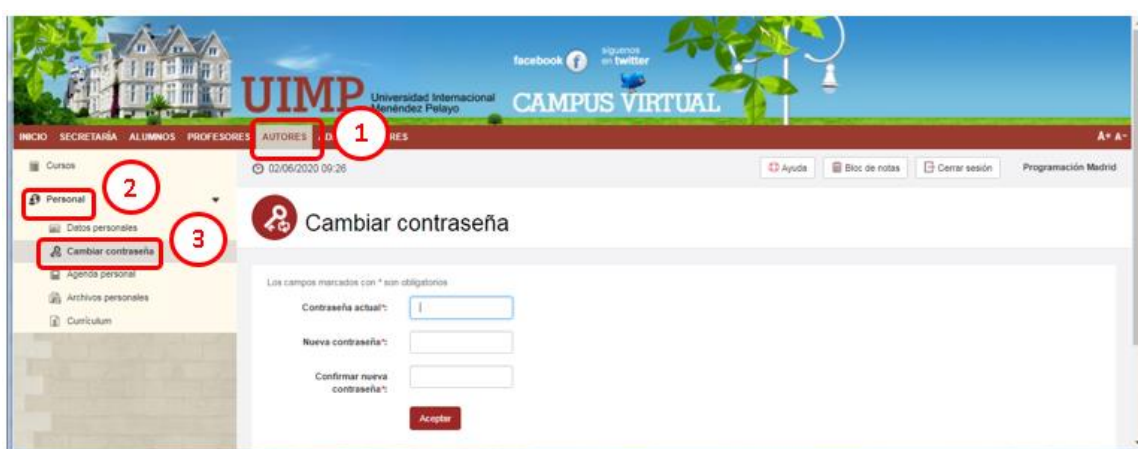 facebook f síguenos
en twitter
UIMP Universidad Internacional
Menéndez Pelayo
CAMPUS VIRTUAL
INICIO SECRETARÍA ALUMNOS PROFESORES AUTORES 1 RES A+ A-
Cursos
02/06/2020 09:26 Ayuda Bloc de notas Cerrar sesión Programación Madrid
Personal 2
Datos personales
Cambiar contraseña 3
Agenda personal
Archivos personales
Currículum
Cambiar contraseña
Los campos marcados con * son obligatorios
Contraseña actual*:
Nueva contraseña*:
Confirmar nueva
contraseña*:
Aceptar